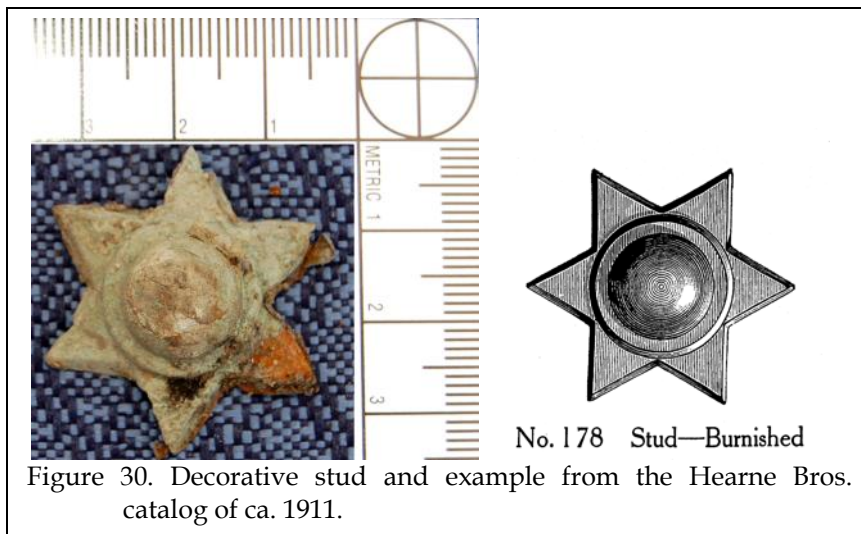 3 2 1
METRIC 1
2
3
No. 178 Stud—Burnished
Figure 30. Decorative stud and example from the Hearne Bros.
catalog of ca. 1911.